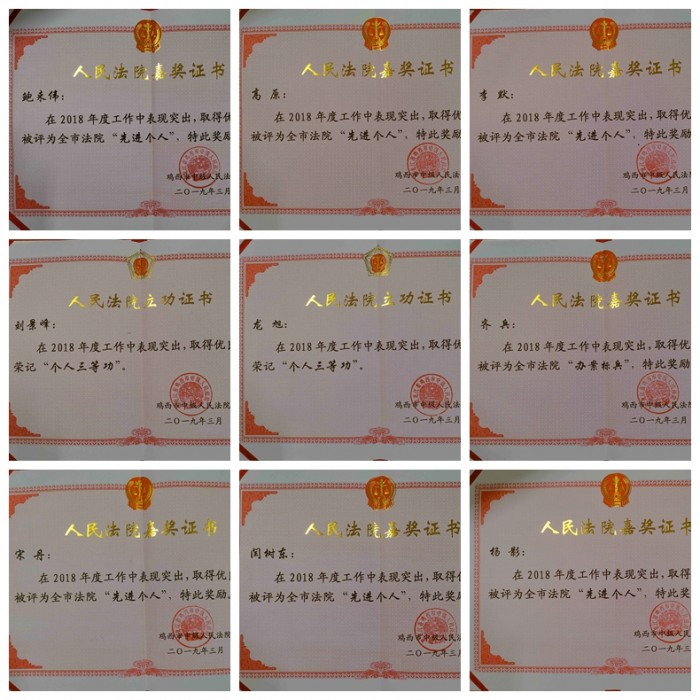 人民法院嘉奖证书
鲍来伟：
在2018年度工作中表现突出，取得优
被评为全市法院“先进个人”，特此奖励
鸡西市中级人民法
二〇一九年三月
人民法院嘉奖证书
高原：
在2018年度工作中表现突出，取得优
被评为全市法院“先进个人”，特此奖励
鸡西市中级人民法
二〇一九年三月
人民法院嘉奖证书
李默：
在2018年度工作中表现突出，取得优
被评为全市法院“先进个人”，特此奖励
鸡西市中级人民法
二〇一九年三月
人民法院立功证书
刘景峰：
在2018年度工作中表现突出，取得优
荣记“个人三等功”。
鸡西市中级人民法院
二〇一九年三月
人民法院立功证书
龙旭：
在2018年度工作中表现突出，取得优
荣记“个人三等功”。
鸡西市中级人民法院
二〇一九年三月
人民法院嘉奖证书
齐兵：
在2018年度工作中表现突出，取得优
被评为全市法院“办案标兵”，特此奖励
鸡西市中级人民法
二〇一九年三月
人民法院嘉奖证书
宋丹：
在2018年度工作中表现突出，取得优
被评为全市法院“先进个人”，特此奖励
鸡西市中级人民法院
二〇一九年三月
人民法院嘉奖证书
闫树东：
在2018年度工作中表现突出，取得优
被评为全市法院“先进个人”，特此奖励
鸡西市中级人民法院
二〇一九年三月
人民法院嘉奖证书
杨影：
在2018年度工作中表现突出，取得
被评为全市法院“先进个人”，特此奖
鸡西市中级人民
二〇一九年三月